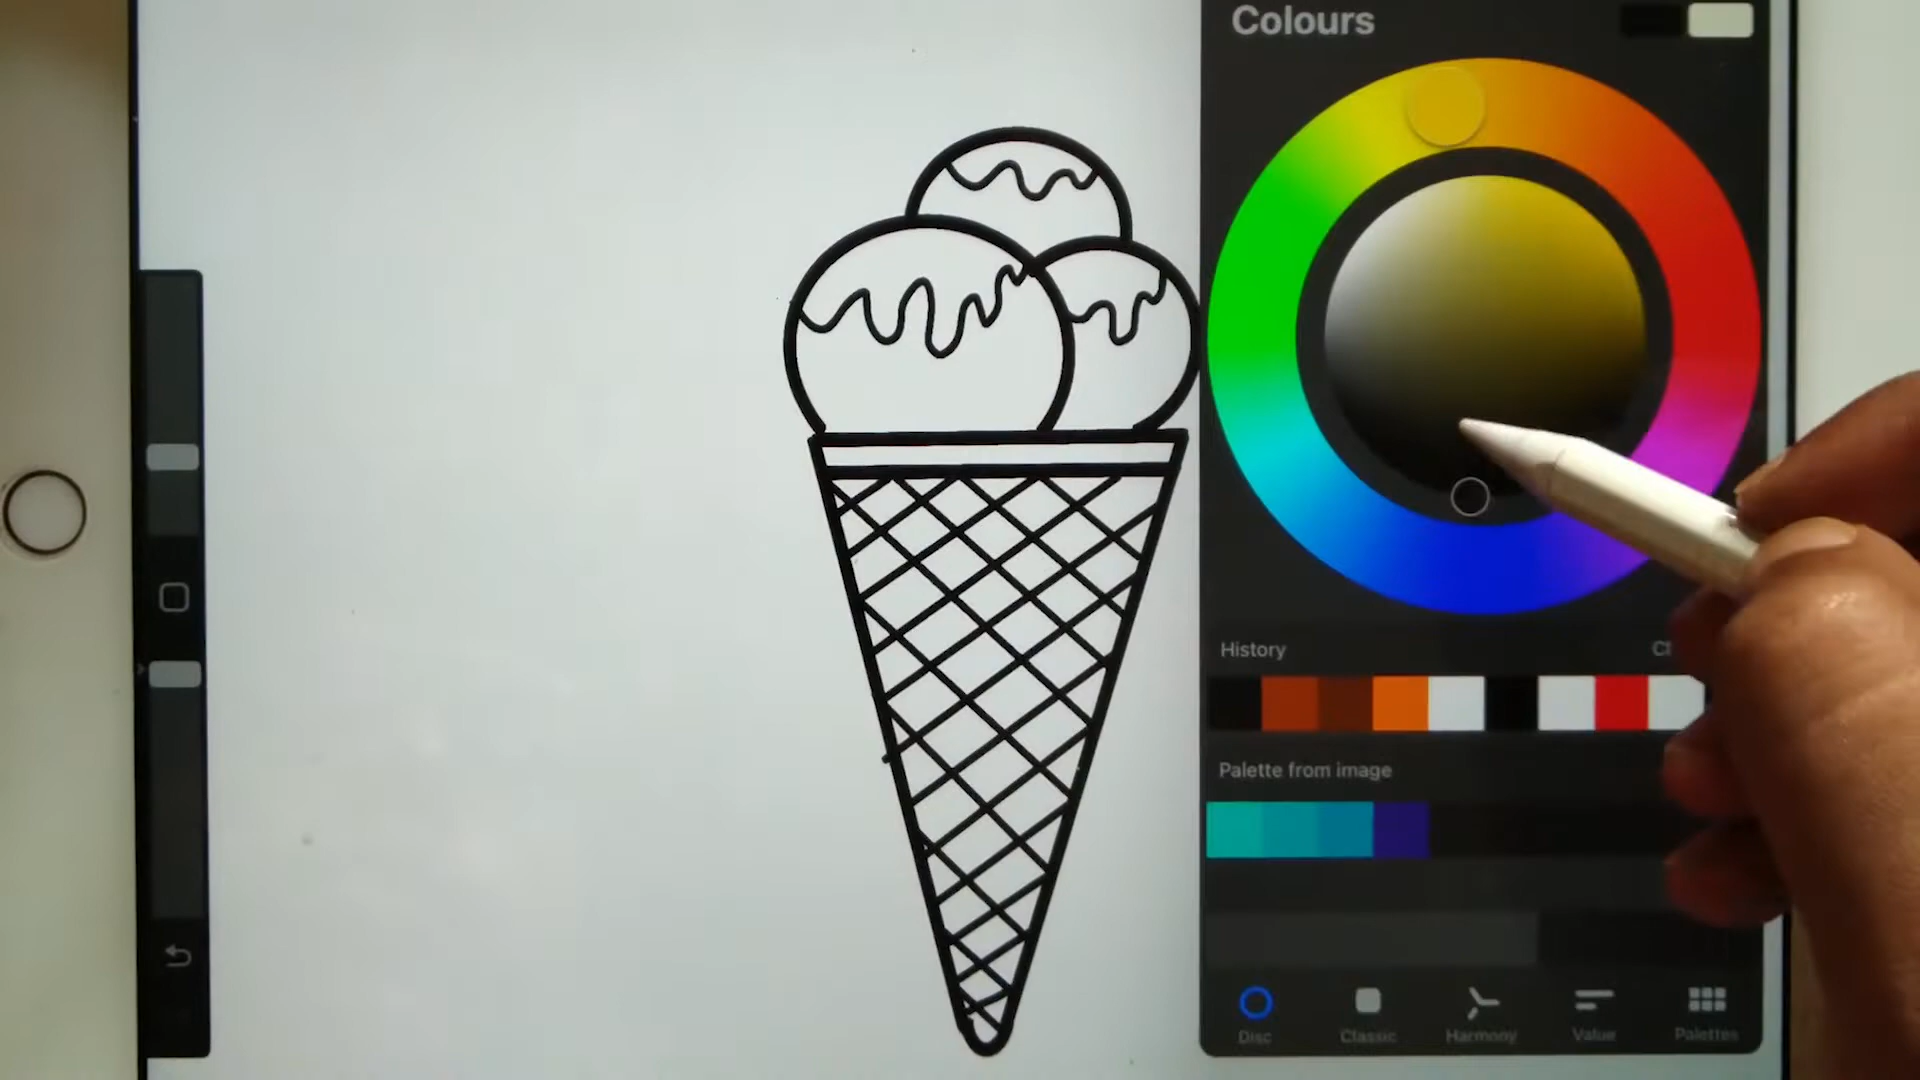 Colours
History
Palette from image
Disc
Classic
Harmony
Value
Palettes